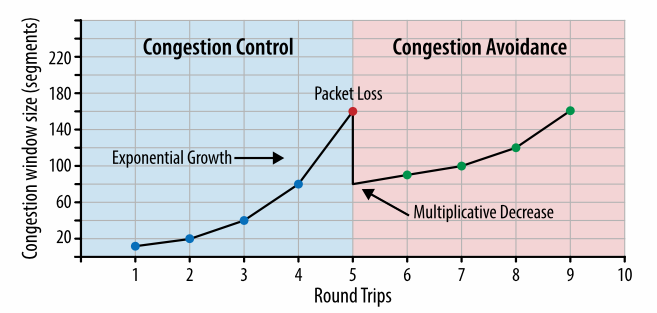 Congestion Control
Congestion Avoidance
Congestion window size (segments)
220
180
140
100
60
20
Packet Loss
Exponential Growth
Multiplicative Decrease
1 2 3 4 5 6 7 8 9 10
Round Trips